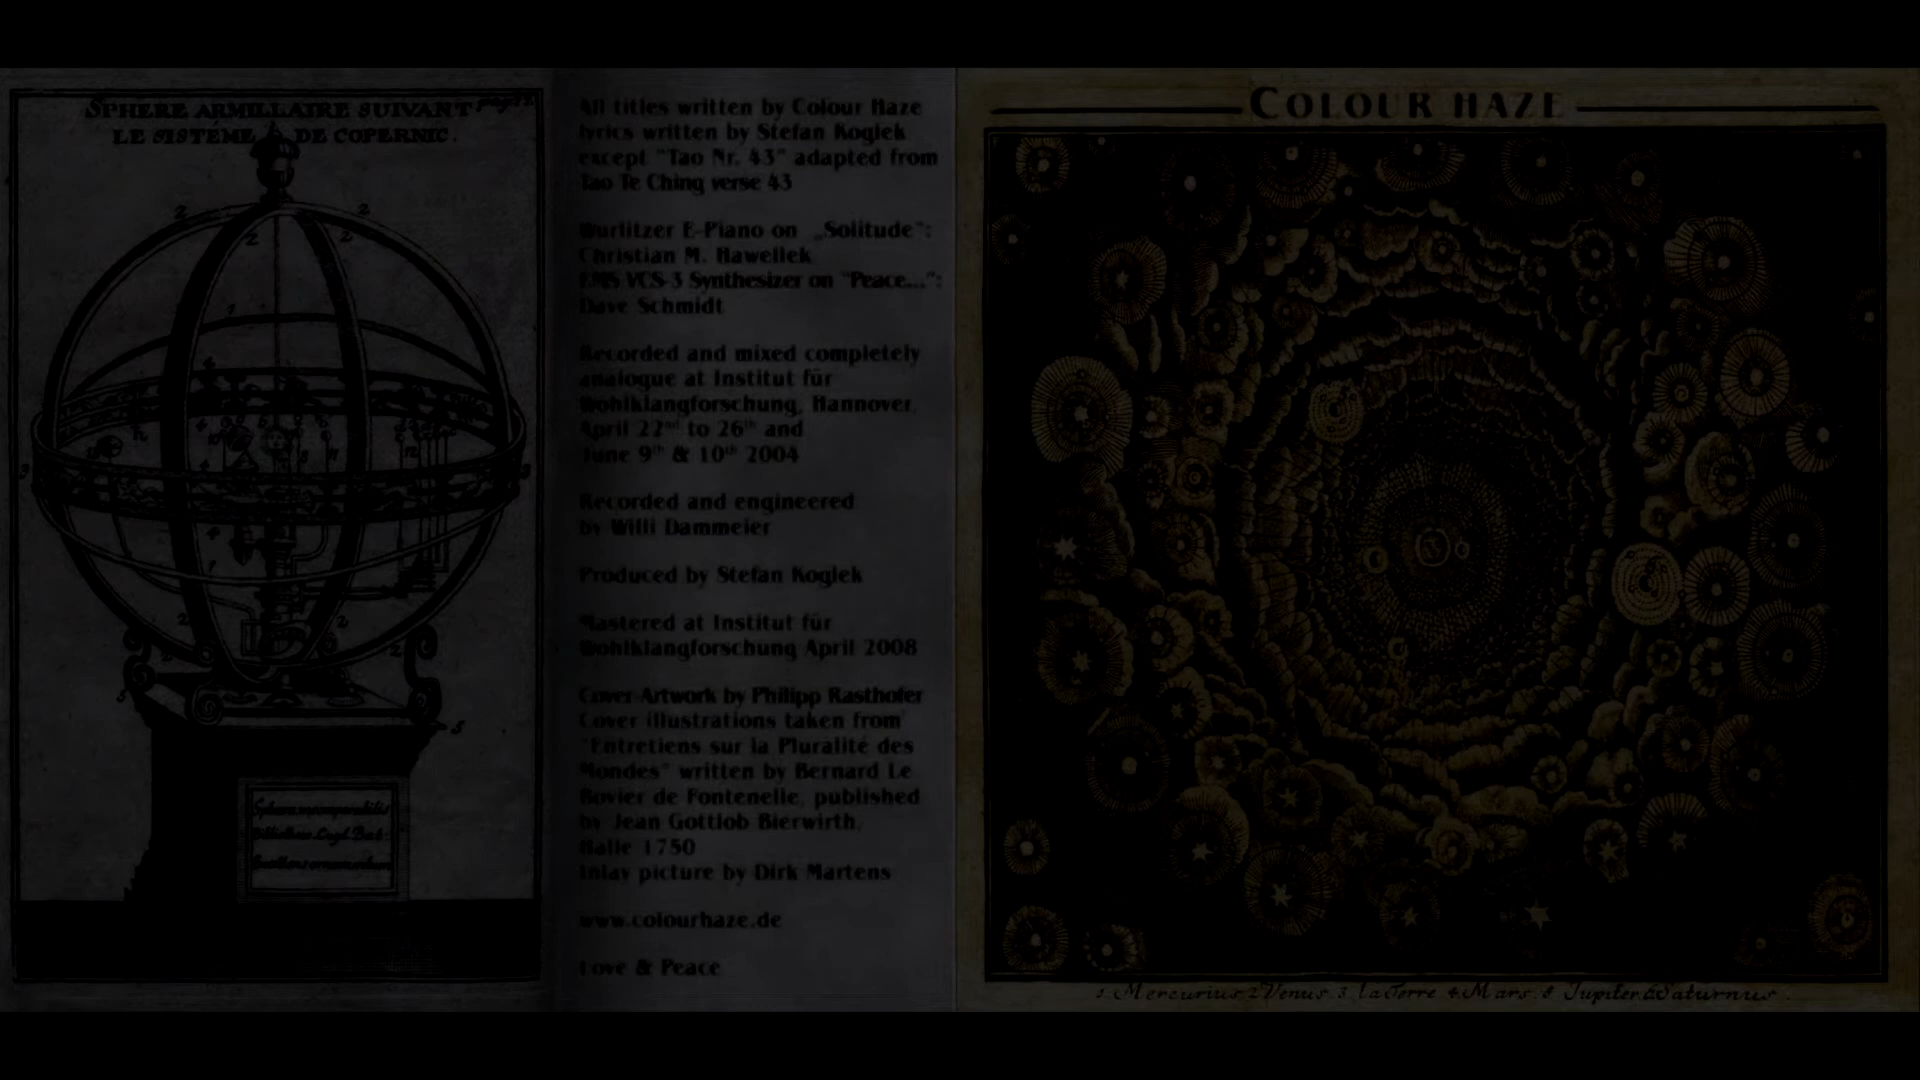 SPHERE ARMILLAIRE SUIVANT
LE SISTÉME DE COPERNIC.
All titles written by Colour Haze
lyrics written by Stefan Koglek
except "Tao Nr. 43" adapted from
Tao Te Ching verse 43
Wurlitzer E-Piano on „Solitude":
Christian M. Hawellek
EMS VCS-3 Synthesizer on "Peace...":
Dave Schmidt
Recorded and mixed completely
analogue at Institut für
Wohlklangforschung, Hannover,
April 22nd to 26th and
June 9th & 10th 2004
Recorded and engineered
by Willi Dammeier
Produced by Stefan Koglek
Mastered at Institut für
Wohlklangforschung April 2008
Cover Artwork by Philipp Rasthofer
Cover illustrations taken from
"Entretiens sur la Pluralité des
Mondes" written by Bernard Le
Bovier de Fontenelle, published
by Jean Gottlob Bierwirth,
Halle 1750
Inlay picture by Dirk Martens
www.colourhaze.de
Love & Peace
COLOUR HAZE
1. Mercurius 2 Venus. 3. la Terre 4. Mars. 5 Jupiter. 6 Saturnus.